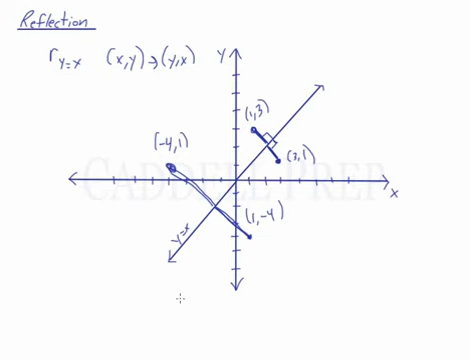 Reflection
r y=x (x,y)→(y,x)
y
(1,3)
(-4,1)
(3,1)
CADDELL PREP
x
(1,-4)
y=x